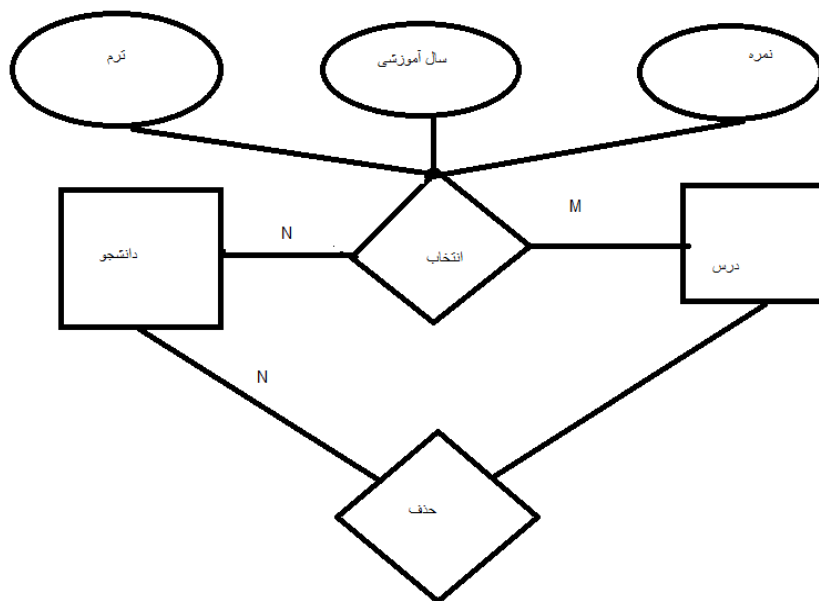 نمره
سال آموزشی
ترم
M
N
درس
انتخاب
دانشجو
N
حذف